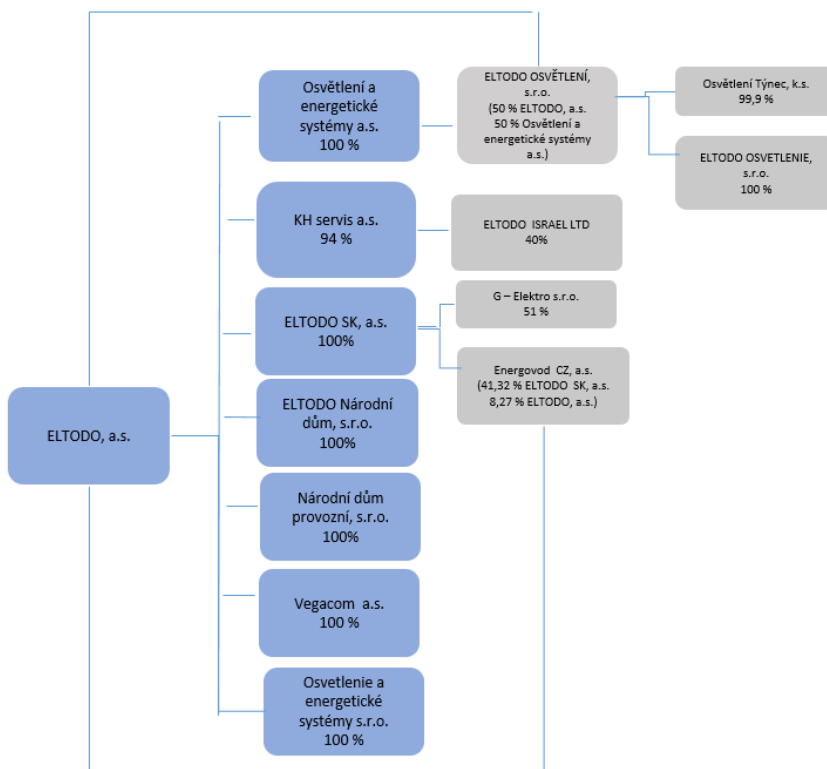 ELTODO, a.s.
Osvětlení a
energetické
systémy a.s.
100 %
KH servis a.s.
94 %
ELTODO SK, a.s.
100%
ELTODO Národní
dům, s.r.o.
100%
Národní dům
provozní, s.r.o.
100%
Vegacom a.s.
100 %
Osvetlenie a
energetické
systémy s.r.o.
100 %
ELTODO OSVĚTLENÍ,
s.r.o.
(50 % ELTODO, a.s.
50 % Osvětlení a
energetické systémy
a.s.)
ELTODO ISRAEL LTD
40%
G – Elektro s.r.o.
51 %
Energovod CZ, a.s.
(41,32 % ELTODO SK, a.s.
8,27 % ELTODO, a.s.)
Osvětlení Týnec, k.s.
99,9 %
ELTODO OSVETLENIE,
s.r.o.
100 %